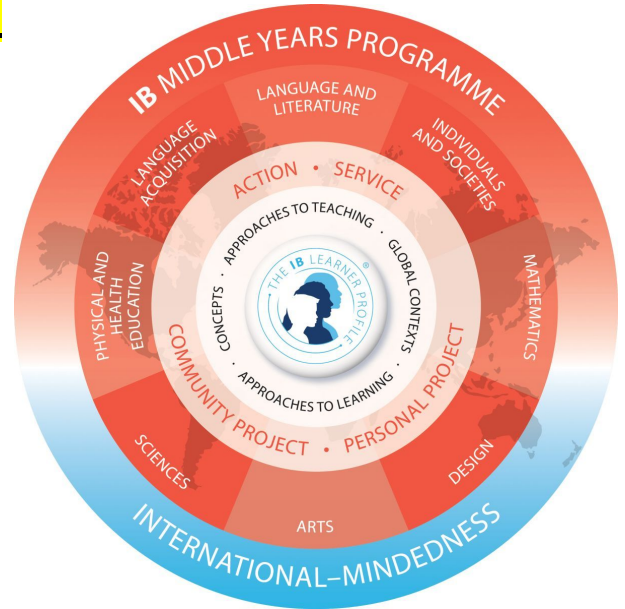 IB MIDDLE YEARS PROGRAMME
LANGUAGE AND
LITERATURE
INDIVIDUALS
AND SOCIETIES
MATHEMATICS
DESIGN
ARTS
SCIENCES
PHYSICAL AND
HEALTH
EDUCATION
LANGUAGE
ACQUISITION
ACTION • SERVICE
PERSONAL PROJECT
COMMUNITY PROJECT •
APPROACHES TO TEACHING ·
GLOBAL CONTEXTS ·
APPROACHES TO LEARNING ·
CONCEPTS ·
THE IB LEARNER PROFILE ®
INTERNATIONAL–MINDEDNESS